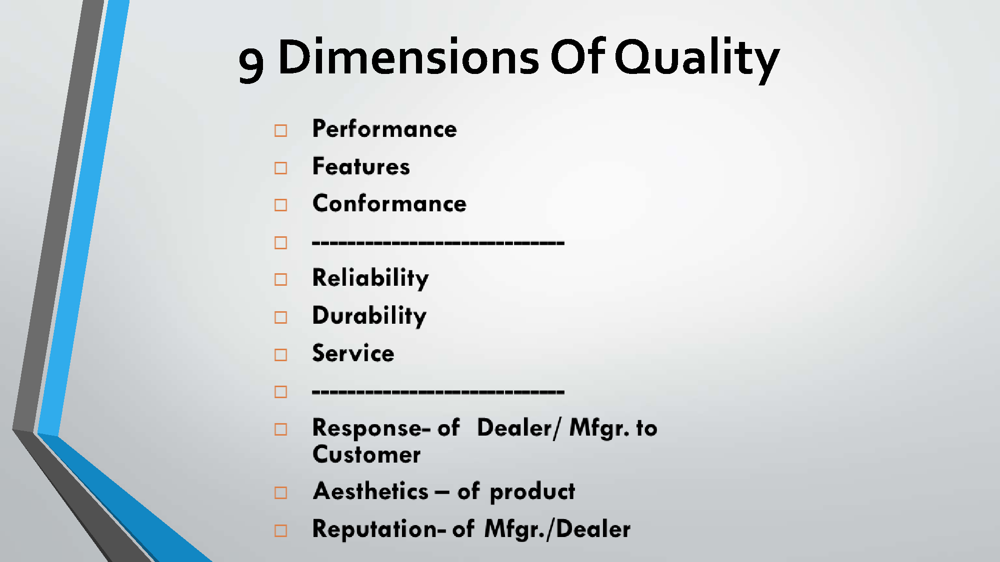 9 Dimensions Of Quality
Performance
Features
Conformance
-----------------------------
Reliability
Durability
Service
-----------------------------
Response- of Dealer/ Mfgr. to
Customer
Aesthetics – of product
Reputation- of Mfgr./Dealer